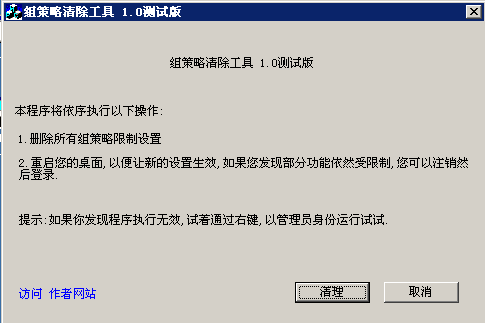 组策略清除工具 1.0测试版
组策略清除工具 1.0测试版
本程序将依序执行以下操作:
1.删除所有组策略限制设置
2.重启您的桌面,以便让新的设置生效,如果您发现部分功能依然受限制,您可以注销然
后登录.
提示:如果你发现程序执行无效,试着通过右键,以管理员身份运行试试.
访问 作者网站
清理
取消